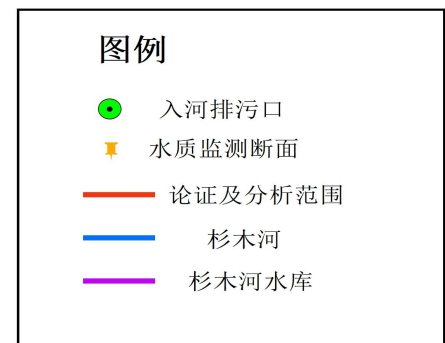 图例
入河排污口
水质监测断面
论证及分析范围
杉木河
杉木河水库